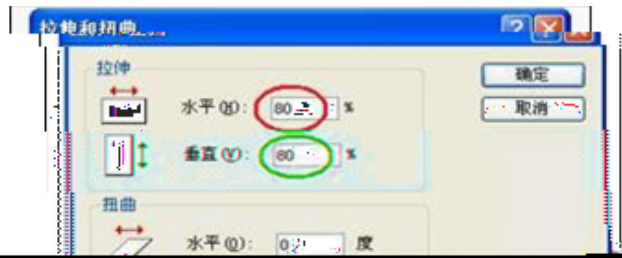 拉伸和扭曲
拉伸
确定
水平(H): 80 %
取消
垂直(V): 80 %
扭曲
水平(O): 0 度